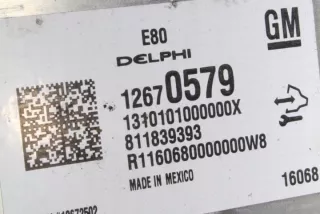 E80
GM
DELPHI
12670579
1310101000000X
811839393
R1160680000000W8
MADE IN MEXICO
16068